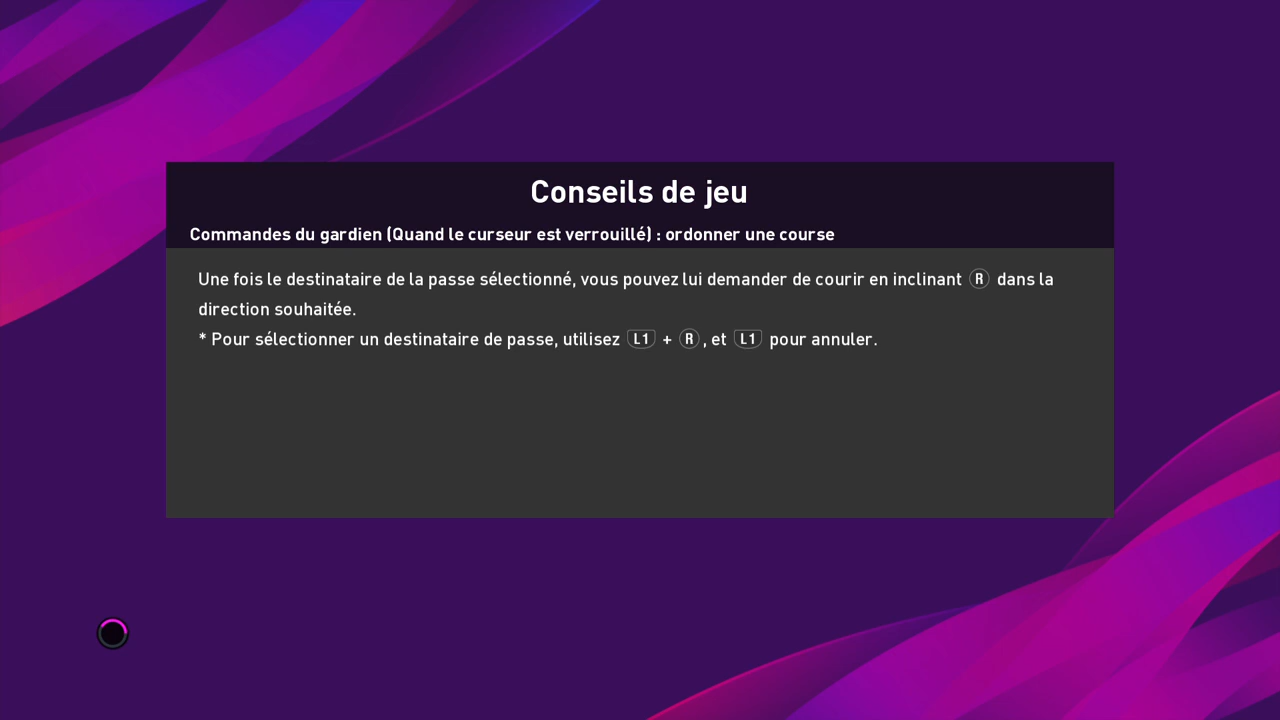 Conseils de jeu
Commandes du gardien (Quand le curseur est verrouillé) : ordonner une course
Une fois le destinataire de la passe sélectionné, vous pouvez lui demander de courir en inclinant R dans la
direction souhaitée.
* Pour sélectionner un destinataire de passe, utilisez L1 + R, et L1 pour annuler.